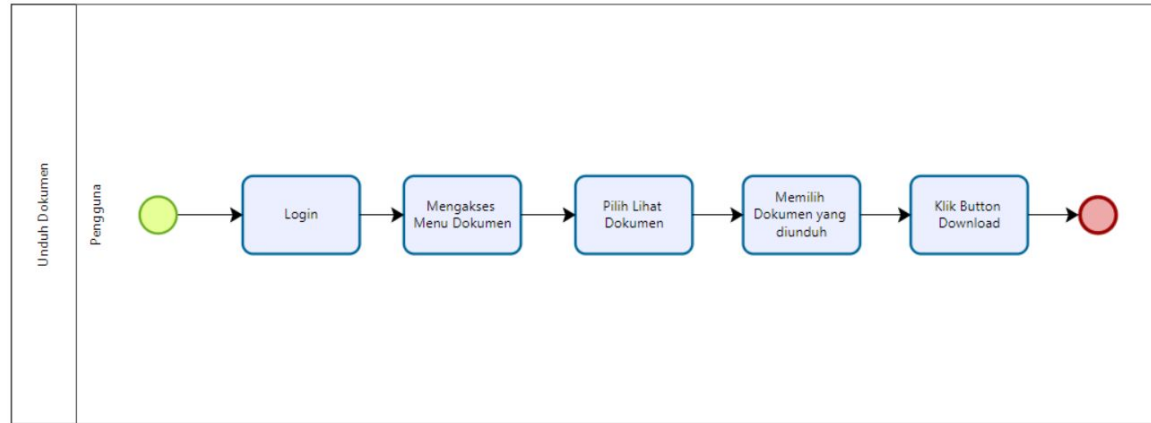 Unduh Dokumen
Pengguna
Login
Mengakses
Menu Dokumen
Pilih Lihat
Dokumen
Memilih
Dokumen yang
diunduh
Klik Button
Download